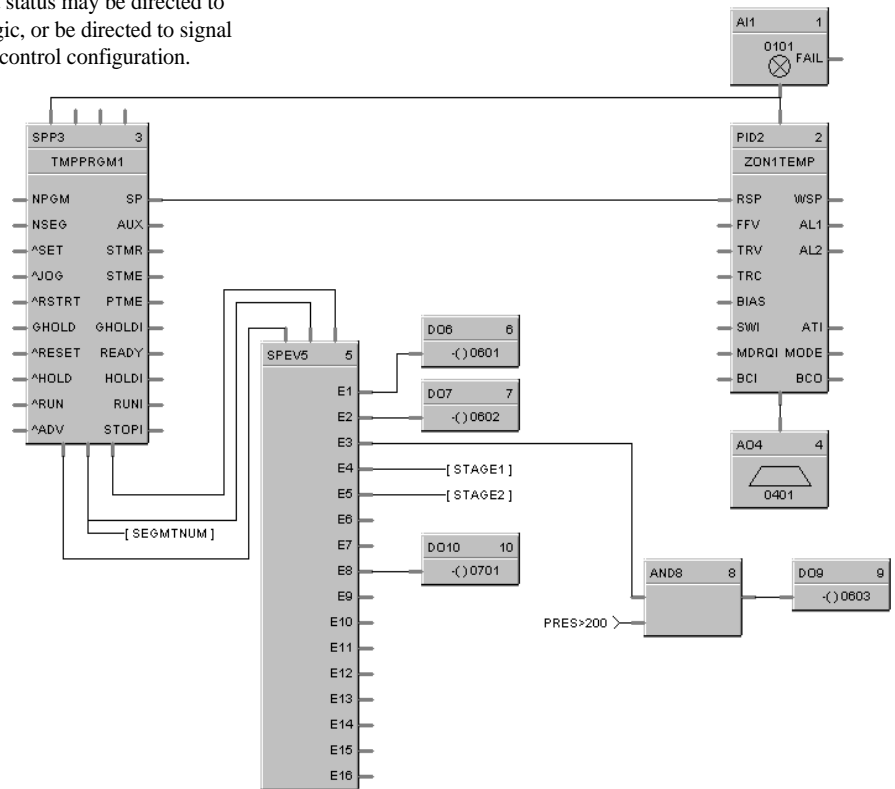 status may be directed to
gic, or be directed to signal
control configuration.
AI1 1
0101
FAIL
SPP3 3
TMPPRGM1
NPGM SP
NSEG AUX
^SET STMR
^JOG STME
^RSTRT PTME
GHOLD GHOLDI
^RESET READY
^HOLD HOLDI
^RUN RUNI
^ADV STOPI
[ SEGMTNUM ]
PID2 2
ZON1TEMP
RSP WSP
FFV AL1
TRV AL2
TRC
BIAS
SWI ATI
MDRQI MODE
BCI BCO
AO4 4
0401
SPEV5 5
E1
E2
E3
E4
E5
E6
E7
E8
E9
E10
E11
E12
E13
E14
E15
E16
DO6 6
-( ) 0601
DO7 7
-( ) 0602
[ STAGE1 ]
[ STAGE2 ]
DO10 10
-( ) 0701
AND8 8
PRES>200
DO9 9
-( ) 0603